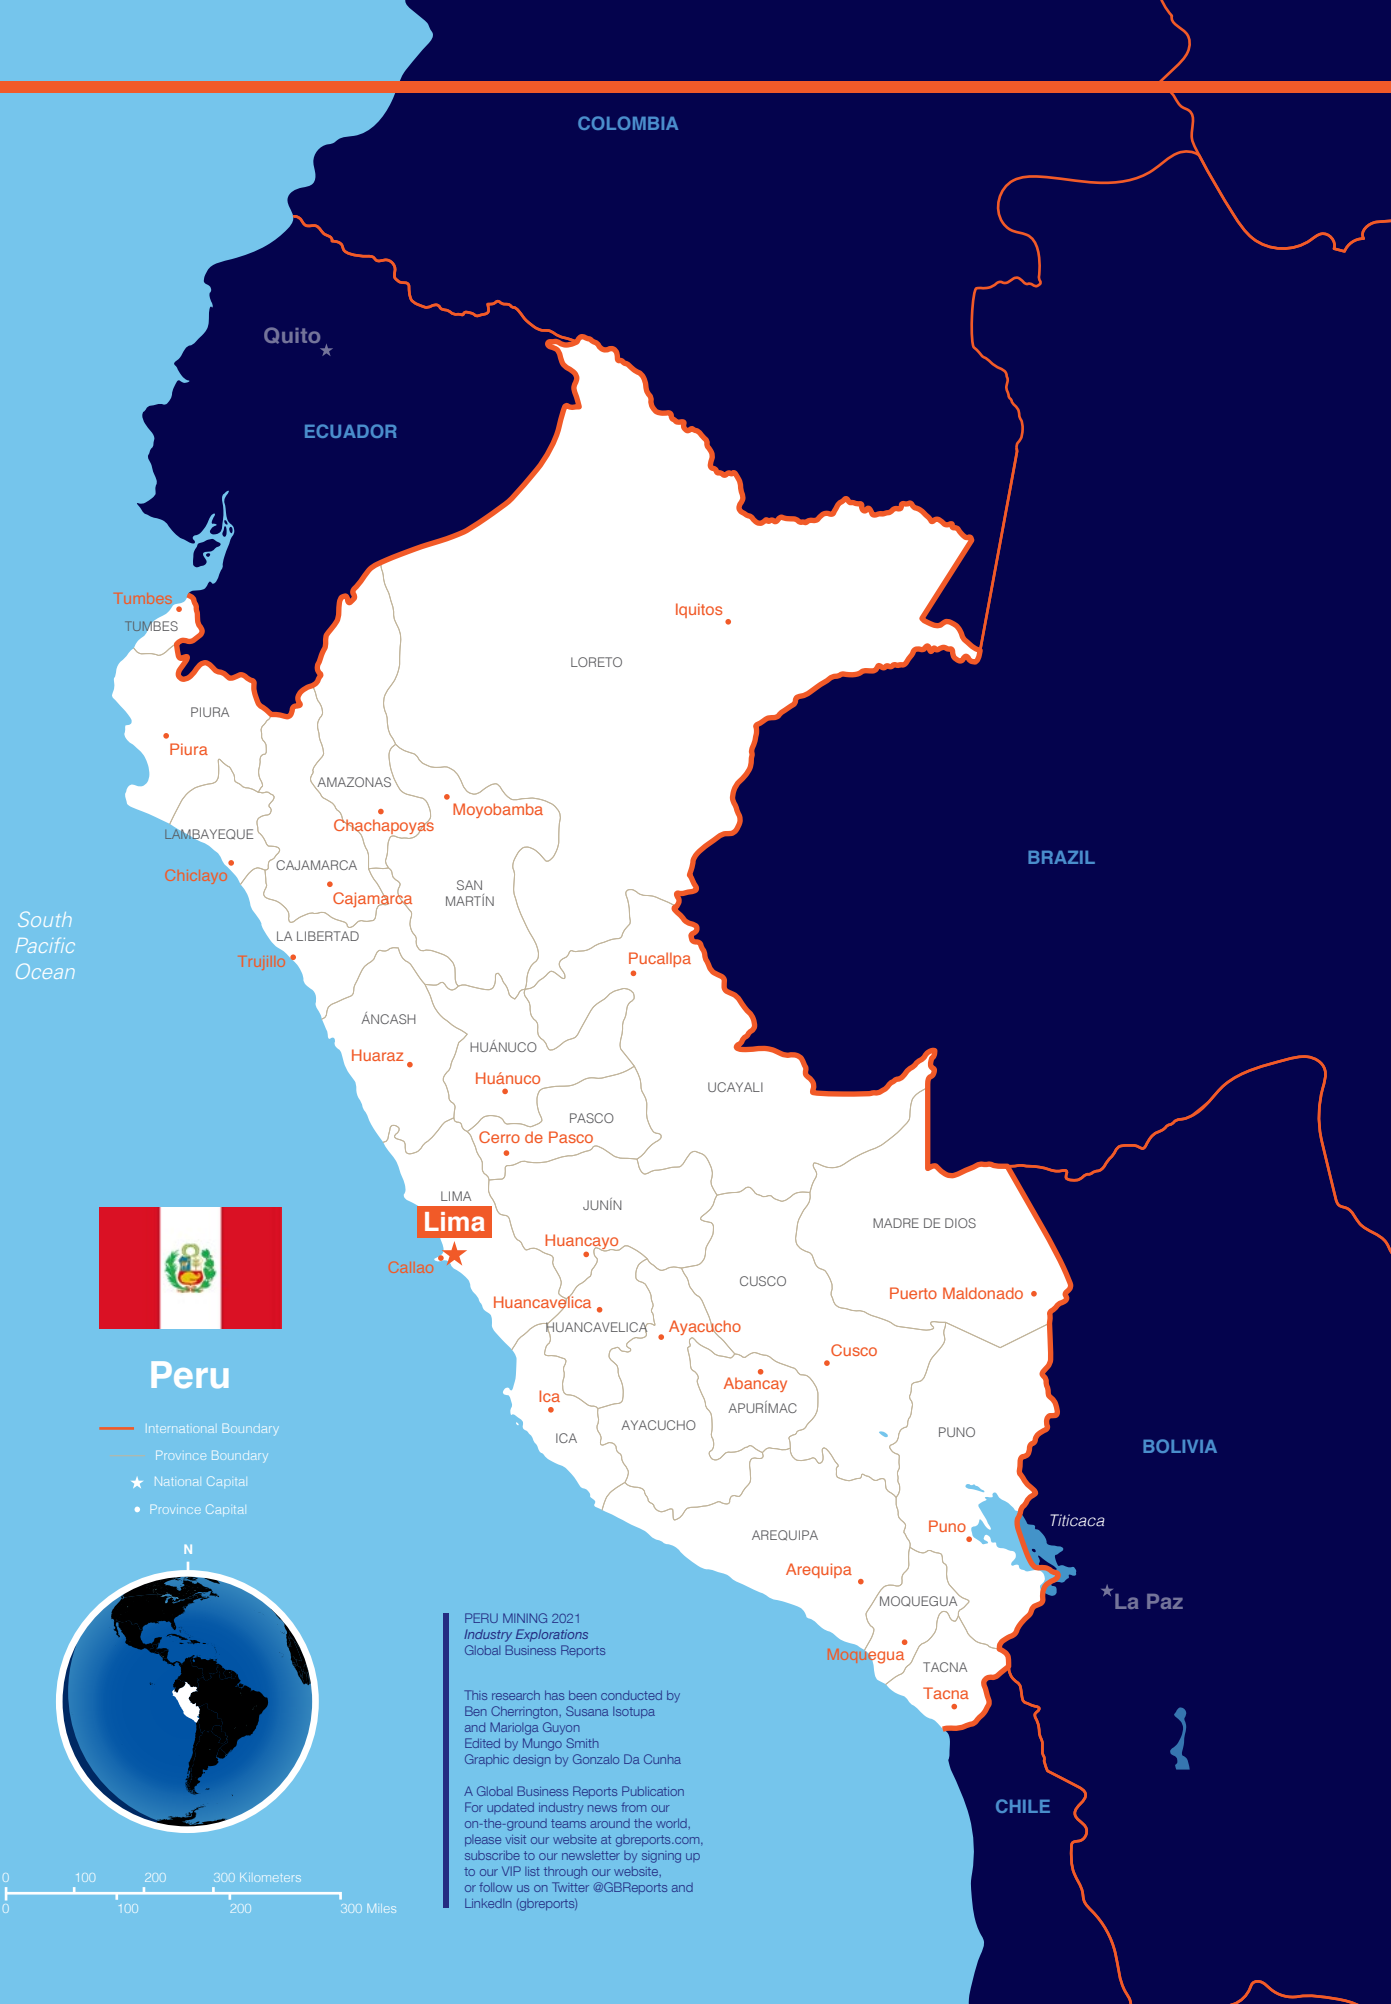 COLOMBIA
Quito
ECUADOR
Tumbes
TUMBES
Iquitos
LORETO
PIURA
Piura
AMAZONAS
Moyobamba
Chachapoyas
LAMBAYEQUE
BRAZIL
CAJAMARCA
Chiclayo
SAN
MARTÍN
Cajamarca
South
Pacific
Ocean
LA LIBERTAD
Trujillo
Pucallpa
ÁNCASH
HUÁNUCO
Huaraz
Huánuco
UCAYALI
PASCO
Cerro de Pasco
LIMA
JUNÍN
Lima
MADRE DE DIOS
Huancayo
Callao
CUSCO
Puerto Maldonado
Huancavelica
HUANCAVELICA
Ayacucho
Cusco
Abancay
Ica
APURÍMAC
AYACUCHO
ICA
PUNO
BOLIVIA
Peru
International Boundary
Province Boundary
National Capital
Province Capital
N
Titicaca
Puno
AREQUIPA
Arequipa
MOQUEGUA
La Paz
Moquegua
TACNA
Tacna
CHILE
PERU MINING 2021
Industry Explorations
Global Business Reports
This research has been conducted by
Ben Cherrington, Susana Isotupa
and Mariolga Guyon
Edited by Mungo Smith
Graphic design by Gonzalo Da Cunha
A Global Business Reports Publication
For updated industry news from our
on-the-ground teams around the world,
please visit our website at gbreports.com,
subscribe to our newsletter by signing up
to our VIP list through our website,
or follow us on Twitter @GBReports and
LinkedIn (gbreports)
0 100 200 300 Kilometers
0 100 200 300 Miles